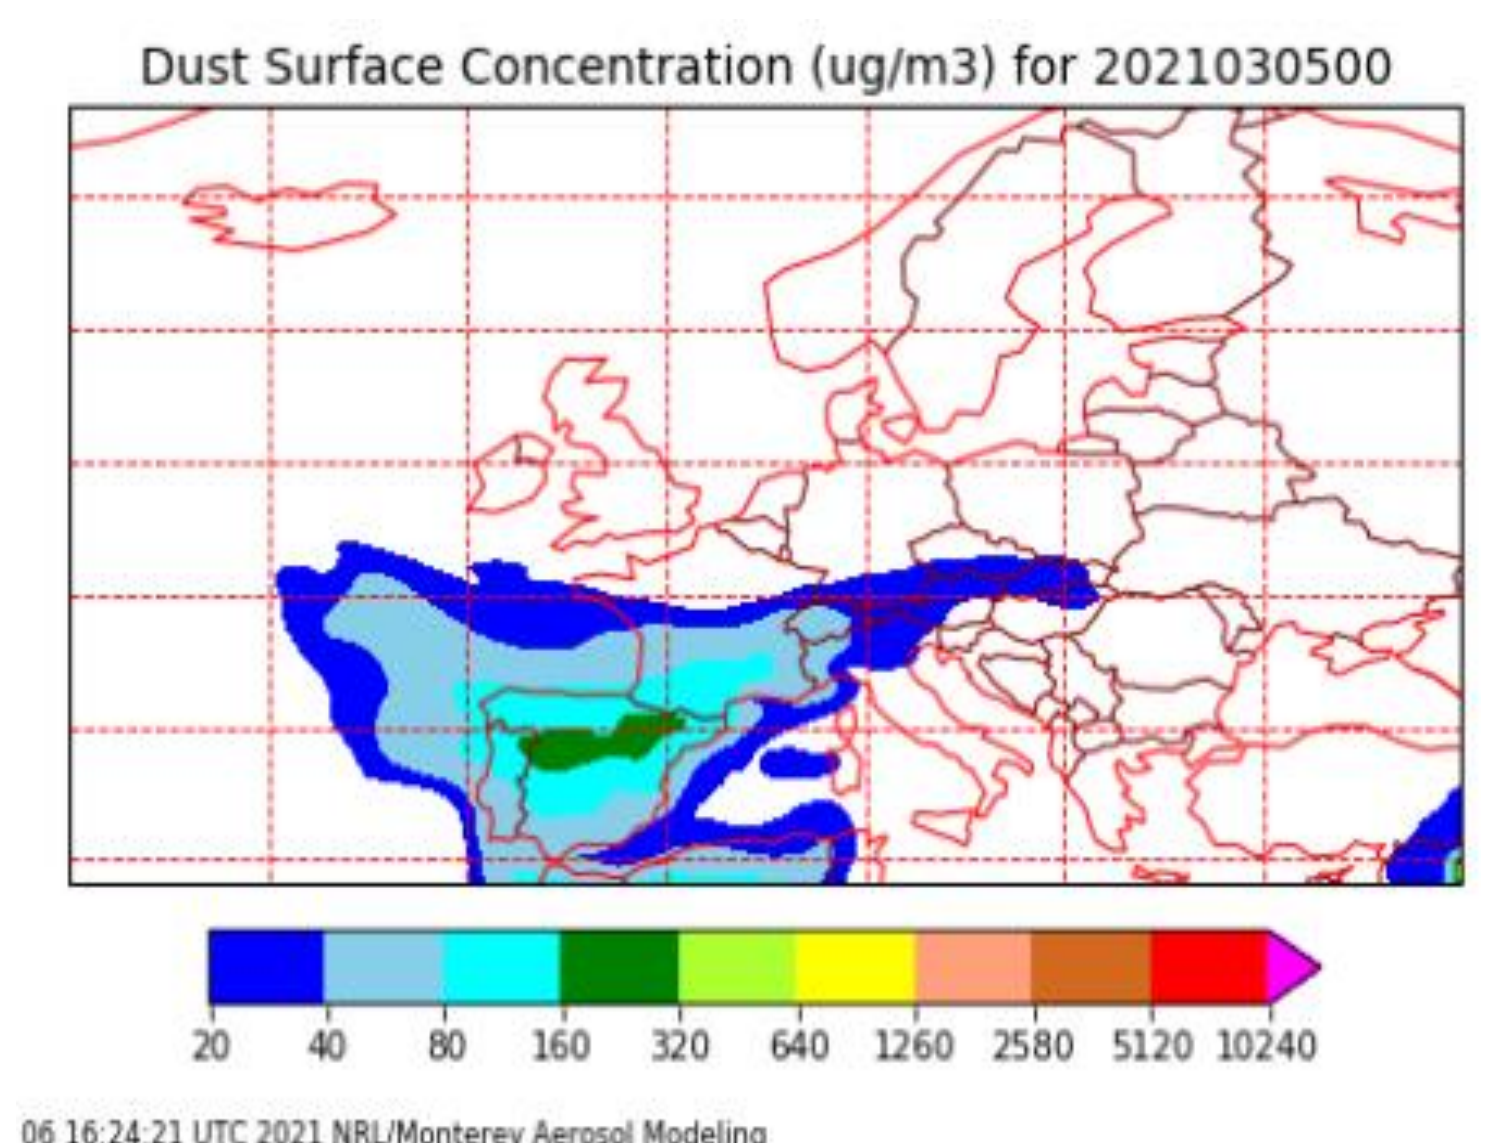 Dust Surface Concentration (ug/m3) for 2021030500
20 40 80 160 320 640 1260 2580 5120 10240
06 16:24:21 UTC 2021 NRL/Monterey Aerosol Modeling